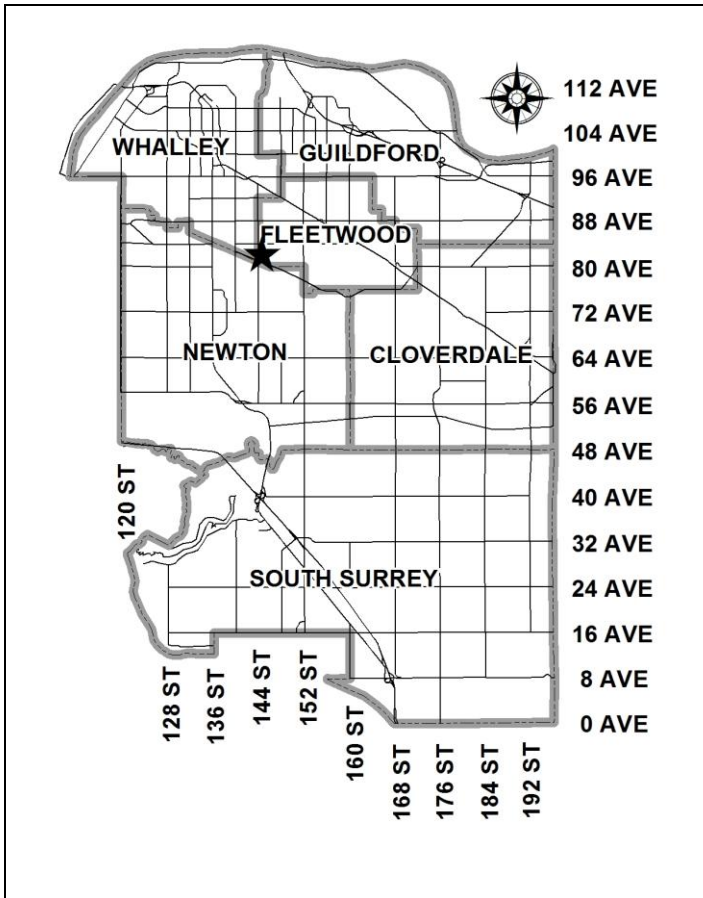 112 AVE
104 AVE
WHALLEY
GUILDFORD
96 AVE
88 AVE
FLEETWOOD
80 AVE
72 AVE
NEWTON
CLOVERDALE
64 AVE
56 AVE
48 AVE
120 ST
40 AVE
32 AVE
SOUTH SURREY
24 AVE
16 AVE
8 AVE
0 AVE
128 ST
136 ST
144 ST
152 ST
160 ST
168 ST
176 ST
184 ST
192 ST